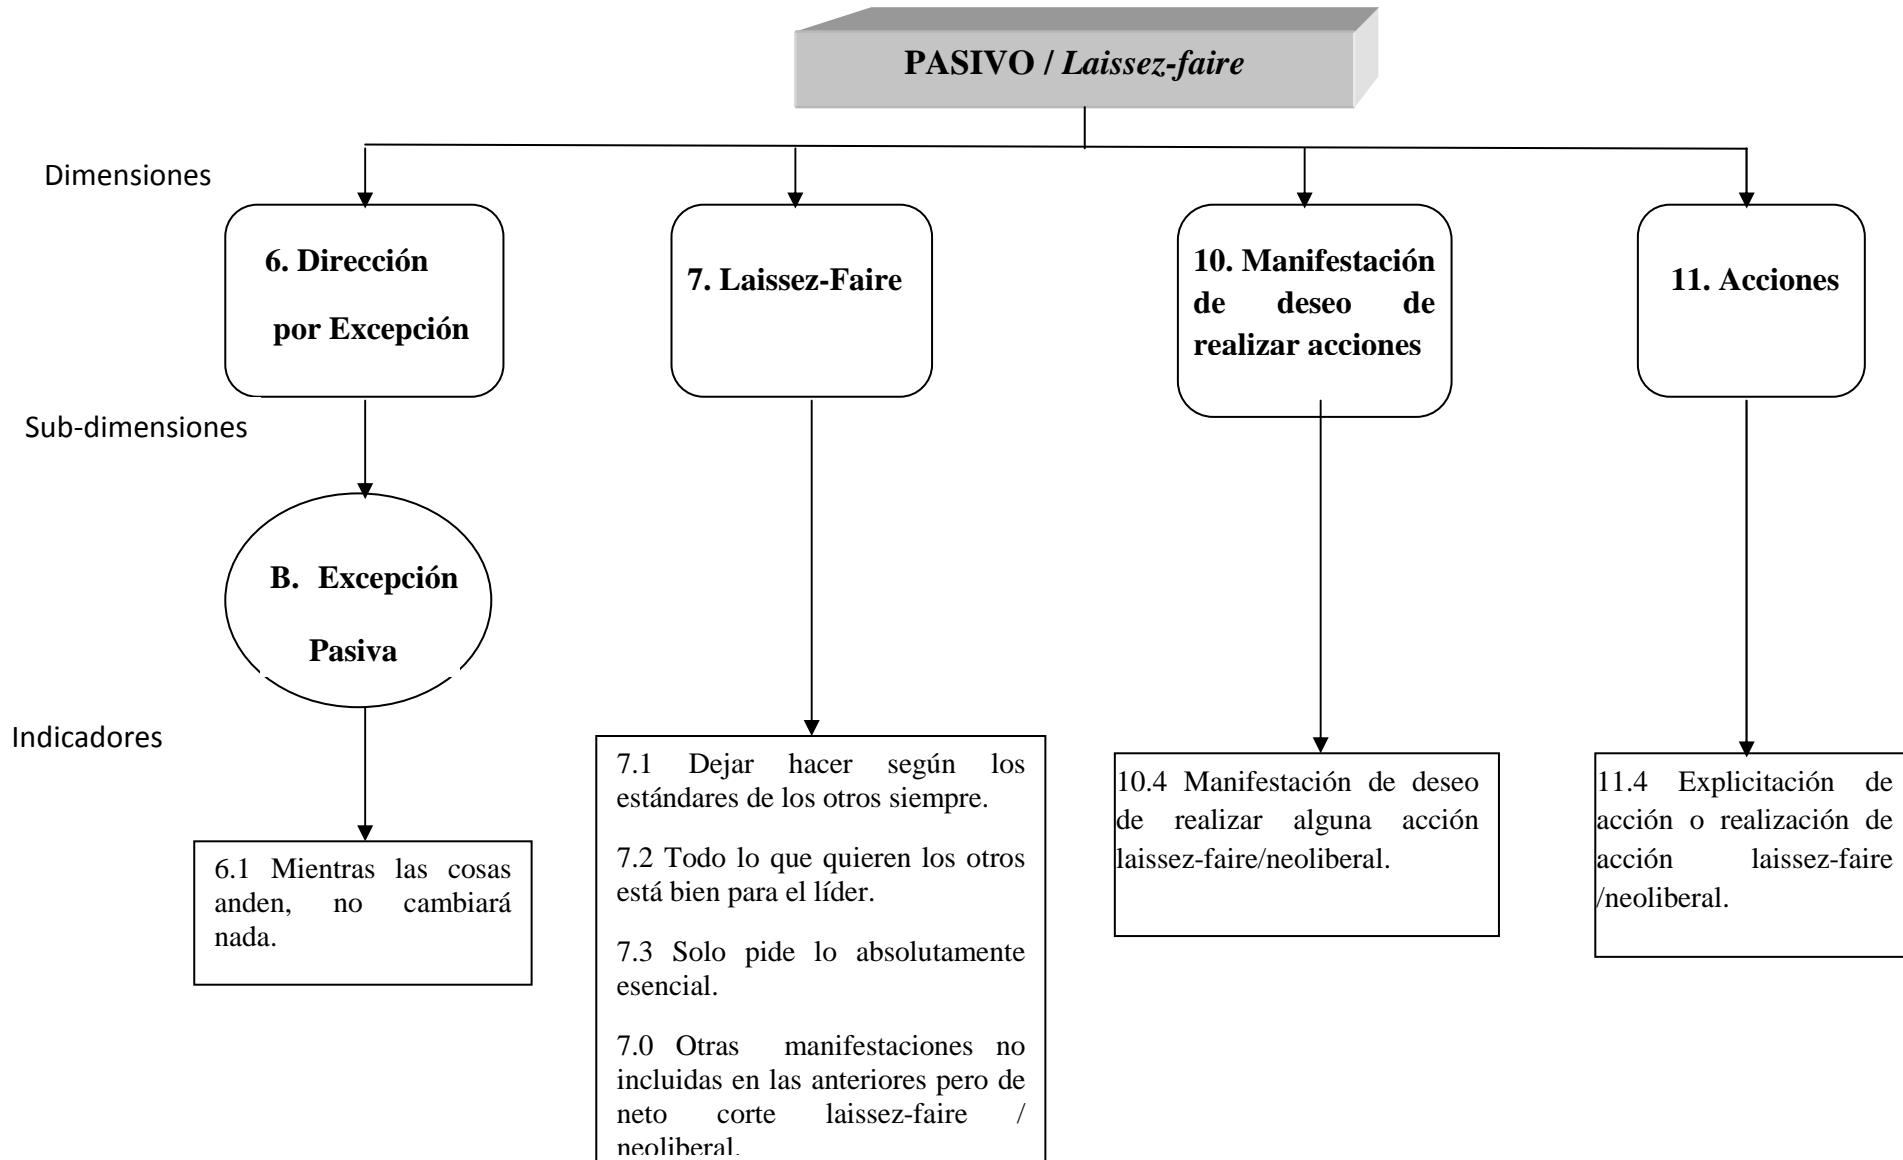 PASIVO / Laissez-faire
Dimensiones
6. Dirección
por Excepción
7. Laissez-Faire
10. Manifestación
de deseo de
realizar acciones
11. Acciones
Sub-dimensiones
B. Excepción
Pasiva
Indicadores
6.1 Mientras las cosas
anden, no cambiará
nada.
7.1 Dejar hacer según los
estándares de los otros siempre.
7.2 Todo lo que quieren los otros
está bien para el líder.
7.3 Solo pide lo absolutamente
esencial.
7.0 Otras manifestaciones no
incluidas en las anteriores pero de
neto corte laissez-faire /
neoliberal.
10.4 Manifestación de deseo
de realizar alguna acción
laissez-faire/neoliberal.
11.4 Explicitación de
acción o realización de
acción laissez-faire
/neoliberal.